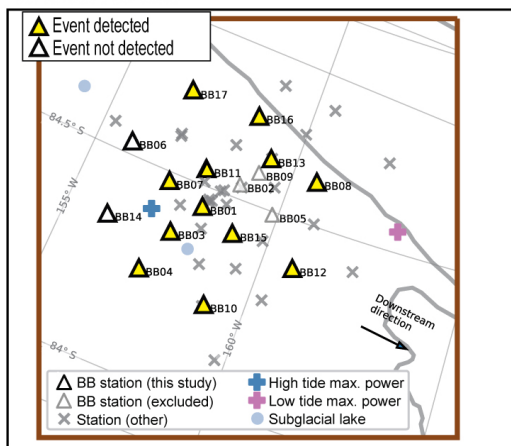 Event detected
Event not detected
BB17
BB16
84.5° S
BB06
BB13
BB11
BB09
155° W
BB07
BB02
BB08
BB14
BB01
BB05
BB03
BB15
BB04
BB12
BB10
Downstream
direction
84° S
160° W
BB station (this study)
BB station (excluded)
Station (other)
High tide max. power
Low tide max. power
Subglacial lake